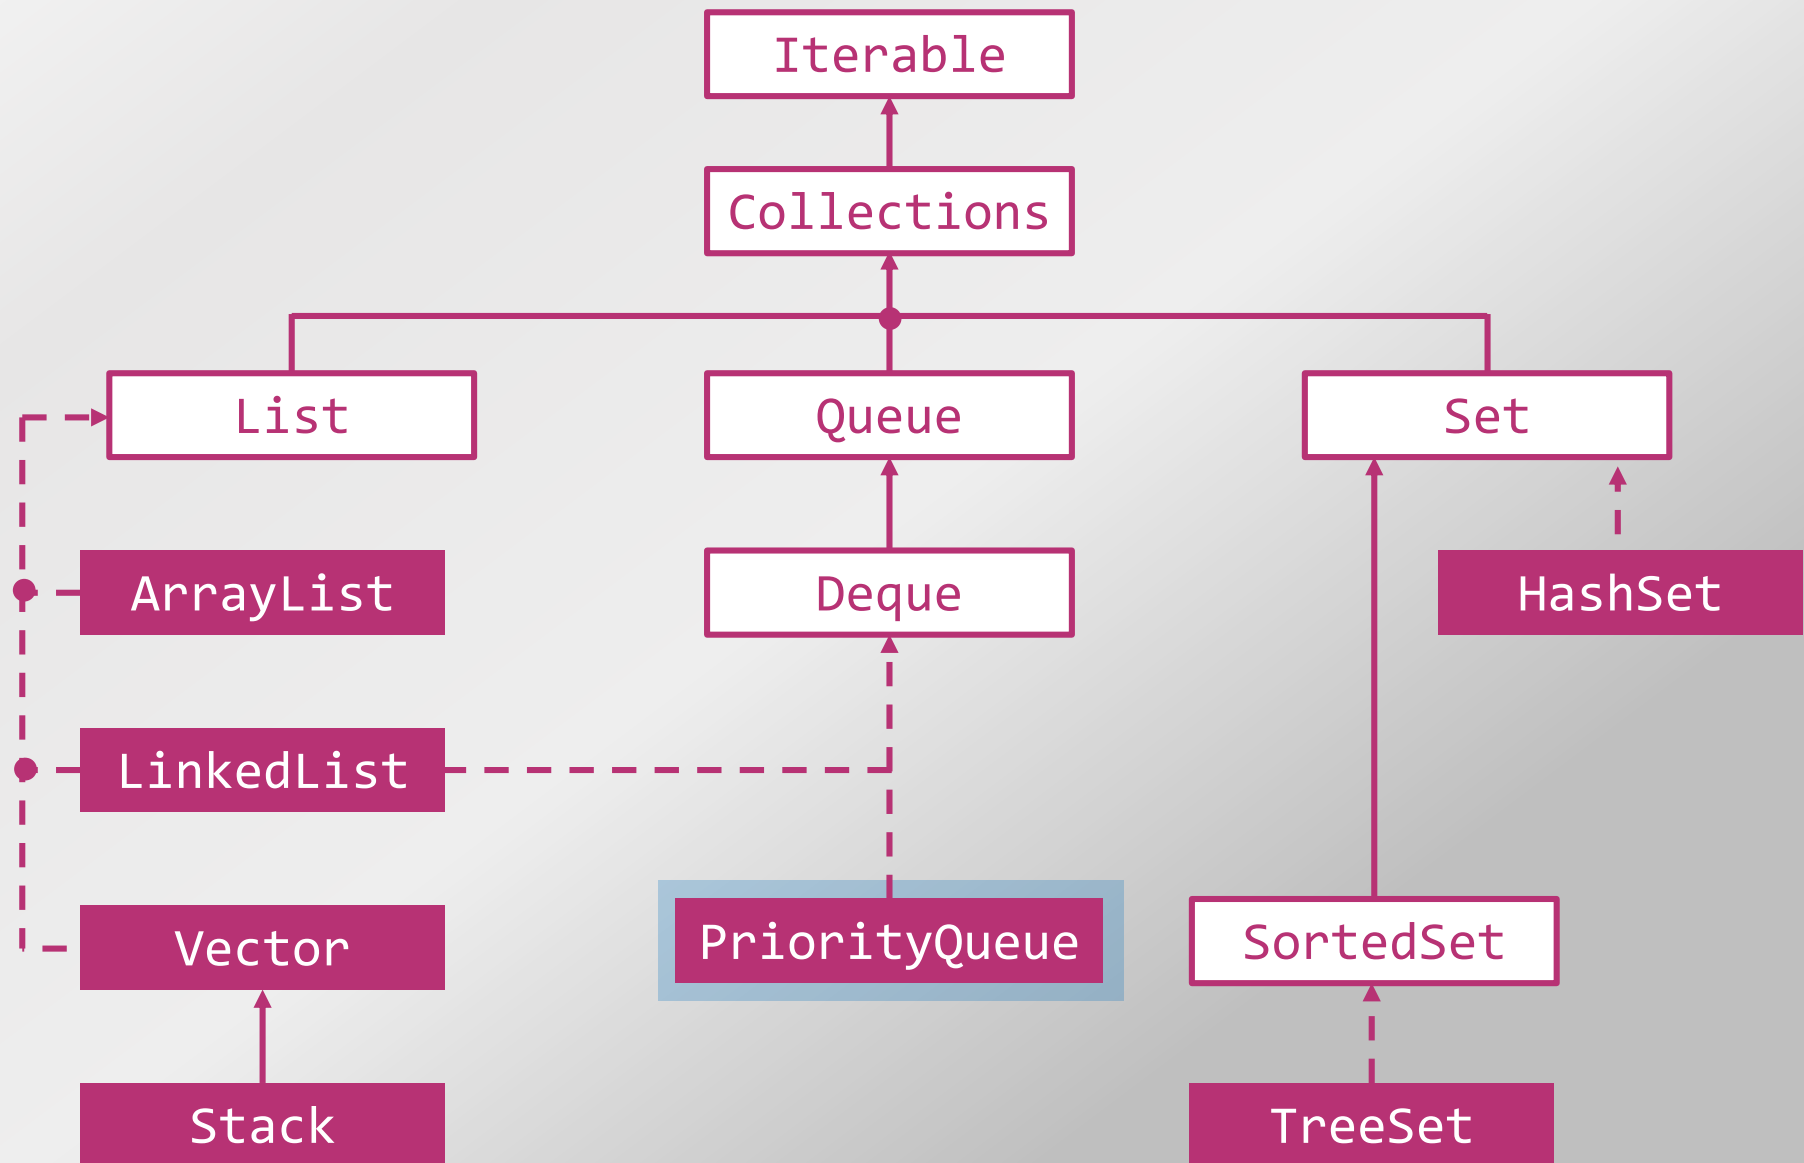 Iterable
Collections
List
Queue
Set
ArrayList
Deque
HashSet
LinkedList
Vector
PriorityQueue
SortedSet
Stack
TreeSet